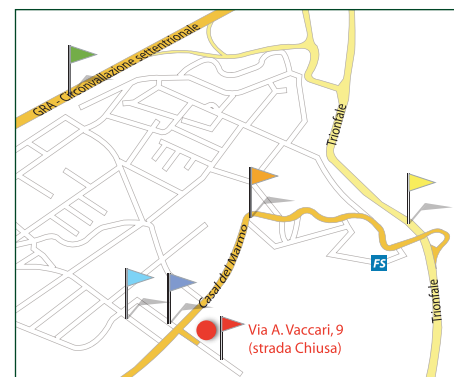 GRA - Circonvallazione settentrionale
Trionfale
Casal del Marmo
FS
Trionfale
Via A. Vaccari, 9
(strada Chiusa)